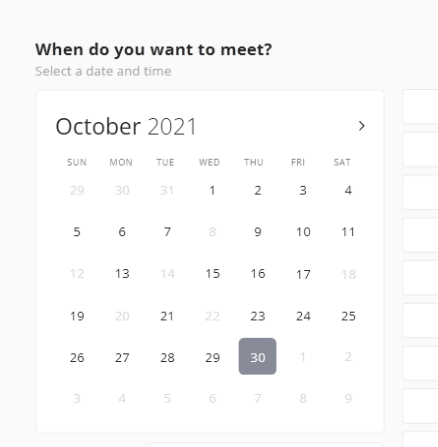 When do you want to meet?
Select a date and time
October 2021
SUN MON TUE WED THU FRI SAT
29 30 31 1 2 3 4
5 6 7 8 9 10 11
12 13 14 15 16 17 18
19 20 21 22 23 24 25
26 27 28 29 30 1 2
3 4 5 6 7 8 9